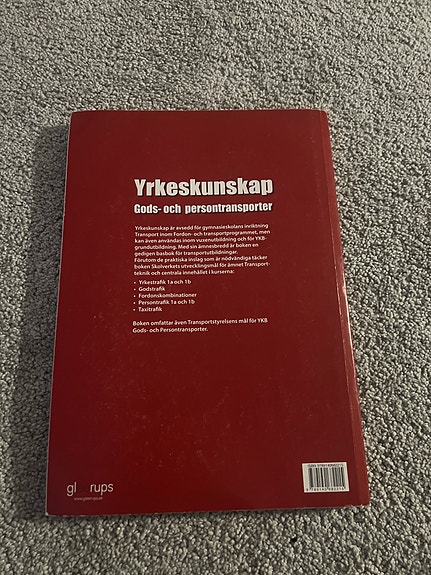 Yrkeskunskap
Gods- och persontransporter
Yrkeskunskap är avsedd för gymnasieskolans inriktning
Transport inom Fordon- och transportprogrammet, men
kan även användas inom vuxenutbildning och för YKB-
grundutbildning. Med sin ämnesbredd är boken en
gedigen basbok för transportutbildningar.
Förutom de praktiska inslag som är nödvändiga täcker
boken Skolverkets utvecklingsmål för ämnet Transport-
teknik och centrala innehållet i kurserna:
• Yrkestrafik 1a och 1b
• Godstrafik
• Fordonskombinationer
• Persontrafik 1a och 1b
• Taxitrafik
Boken omfattar även Transportstyrelsens mål för YKB
Gods- och Persontransporter.
gl rups